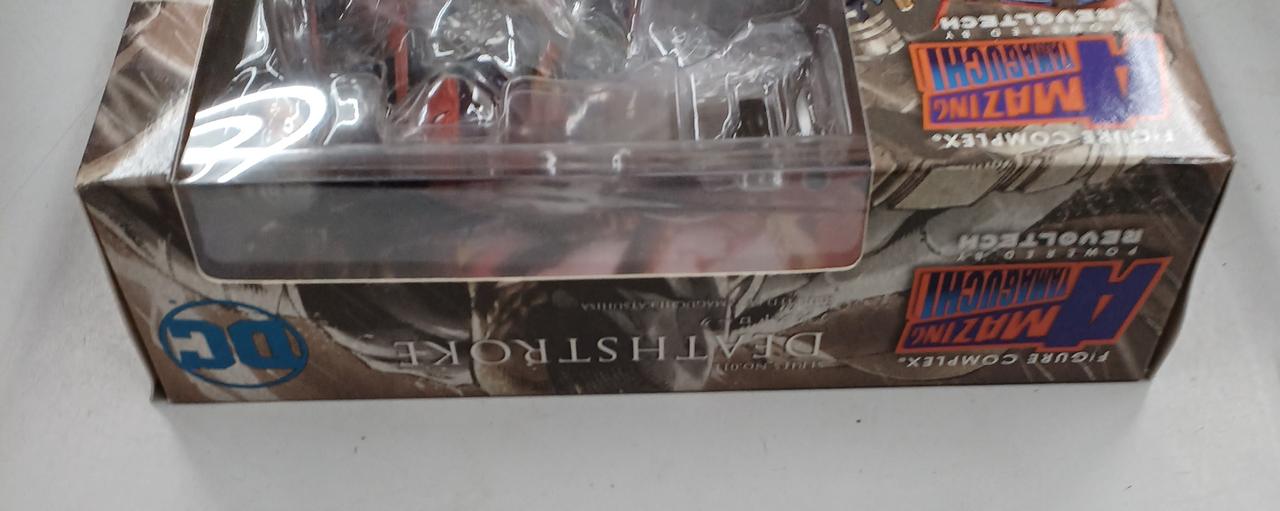 FIGURE COMPLEX®
AMAZING
YAMAGUCHI
POWERED BY
REVOLTECH
FIGURE COMPLEX®
AMAZING
YAMAGUCHI
POWERED BY
REVOLTECH
DEATHSTROKE
DC